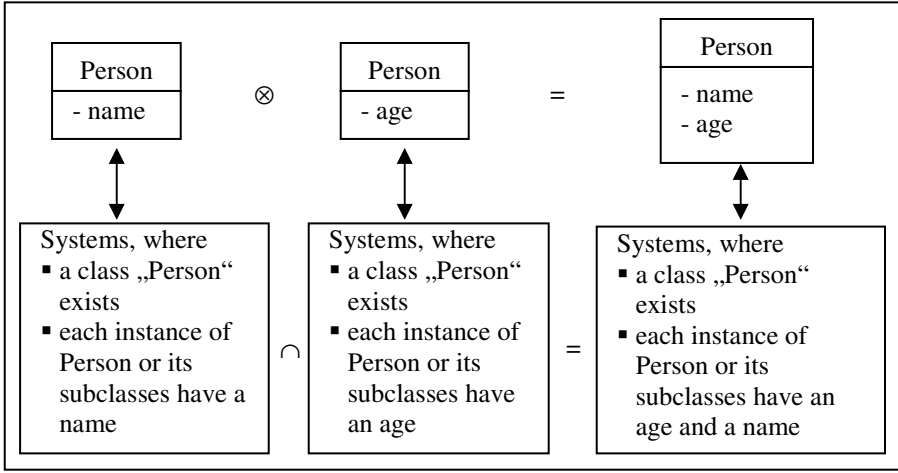 Person
- name
⊗
Person
- age
=
Person
- name
- age
Systems, where
▪ a class „Person“
exists
▪ each instance of
Person or its
subclasses have a
name
∩
Systems, where
▪ a class „Person“
exists
▪ each instance of
Person or its
subclasses have
an age
=
Systems, where
▪ a class „Person“
exists
▪ each instance of
Person or its
subclasses have an
age and a name